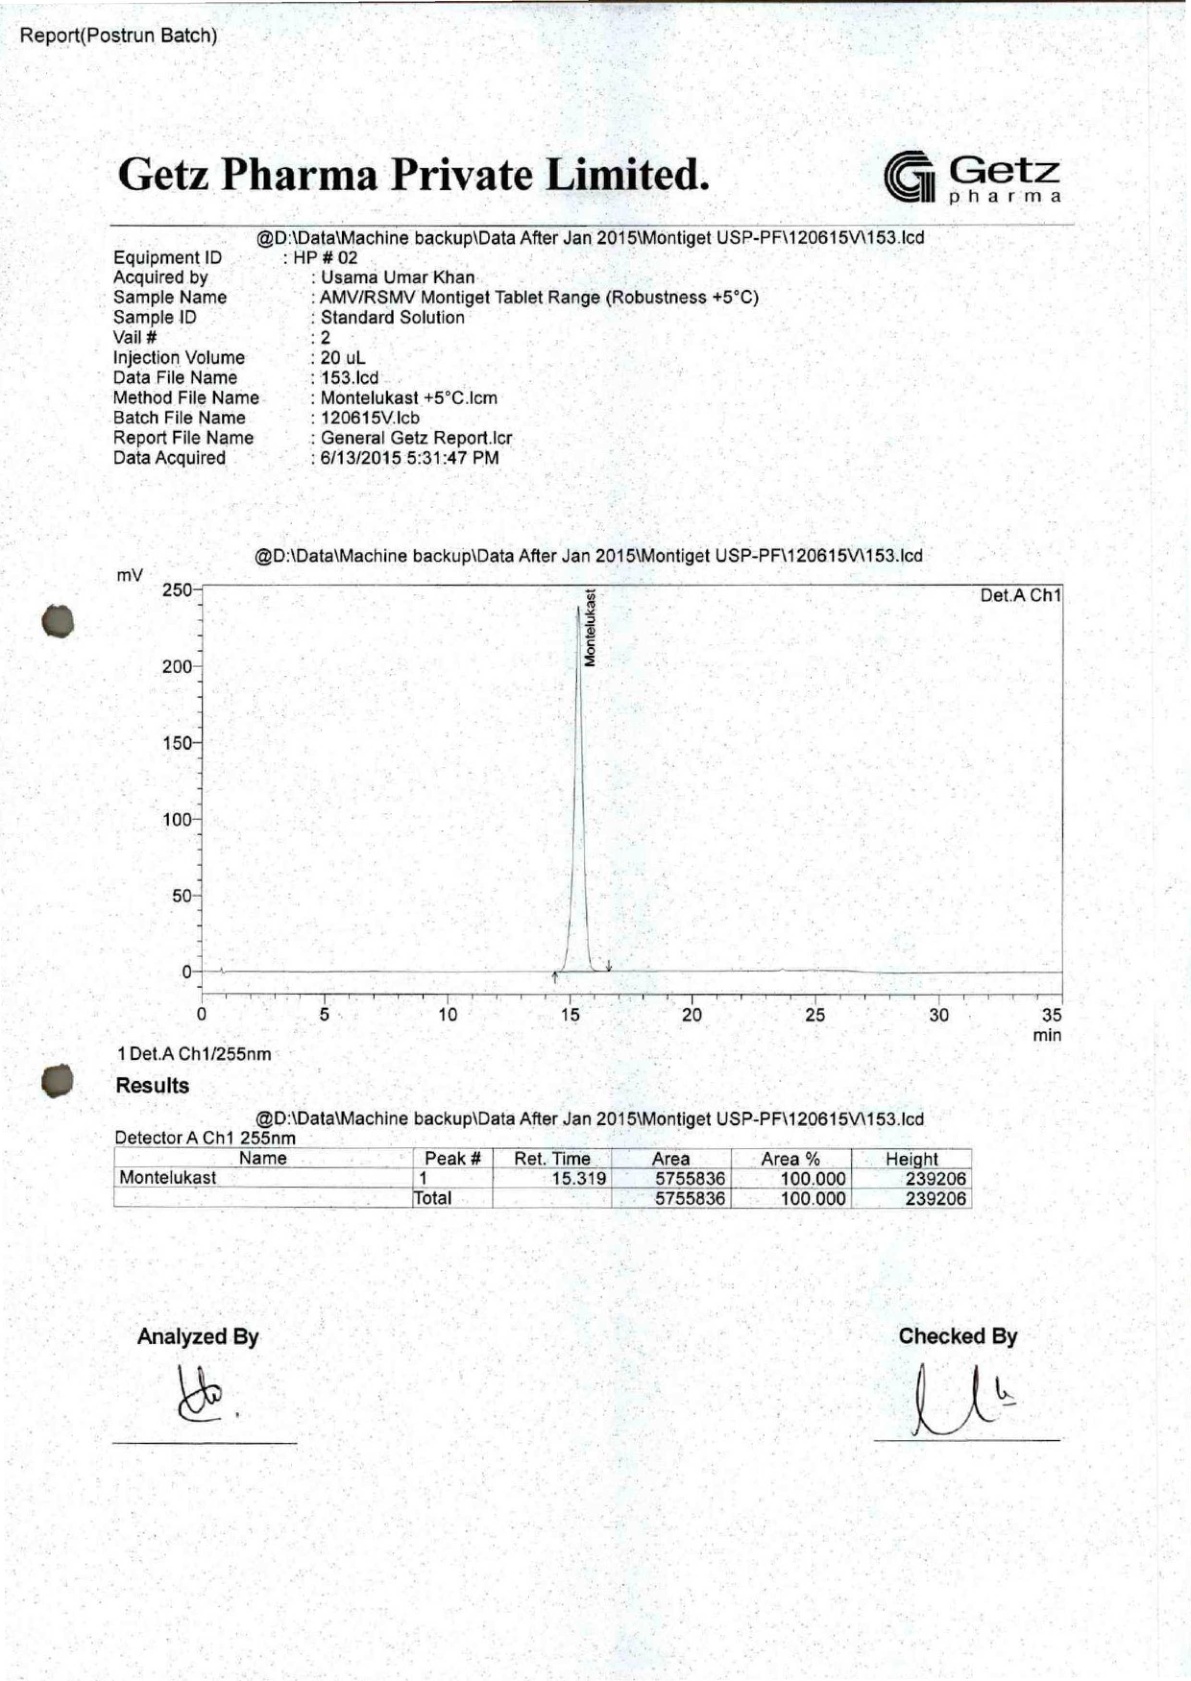 Report(Postrun Batch)
Getz Pharma Private Limited.
Getz
pharma
@D:\Data\Machine backup\Data After Jan 2015\Montiget USP-PF\120615V\153.lcd
Equipment ID : HP # 02
Acquired by : Usama Umar Khan
Sample Name : AMV/RSMV Montiget Tablet Range (Robustness +5°C)
Sample ID : Standard Solution
Vail # : 2
Injection Volume : 20 uL
Data File Name : 153.lcd
Method File Name : Montelukast +5°C.lcm
Batch File Name : 120615V.lcb
Report File Name : General Getz Report.lcr
Data Acquired : 6/13/2015 5:31:47 PM
@D:\Data\Machine backup\Data After Jan 2015\Montiget USP-PF\120615V\153.lcd
mV
250
Det.A Ch1
Montelukast
200
150
100
50
0
0 5 10 15 20 25 30 35
min
1 Det.A Ch1/255nm
Results
@D:\Data\Machine backup\Data After Jan 2015\Montiget USP-PF\120615V\153.lcd
Detector A Ch1 255nm
Name Peak # Ret. Time Area Area % Height
Montelukast 1 15.319 5755836 100.000 239206
Total 5755836 100.000 239206
Analyzed By Checked By